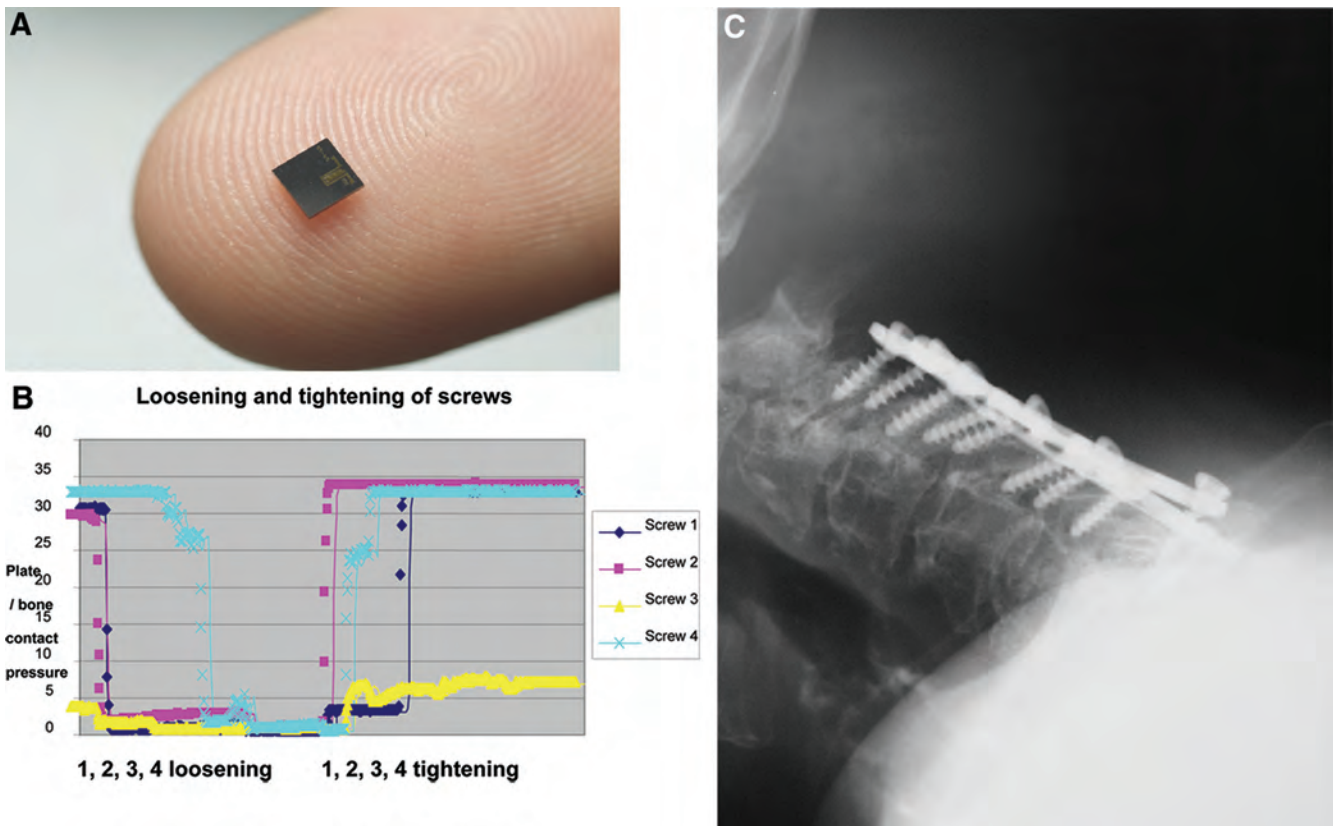 A
B
Loosening and tightening of screws
40
35
30
25
20
15
10
5
0
Plate
/ bone
contact
pressure
Screw 1
Screw 2
Screw 3
Screw 4
1, 2, 3, 4 loosening
1, 2, 3, 4 tightening
C